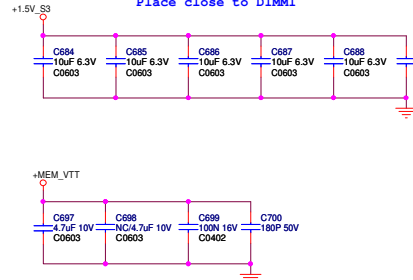 Place close to DIMM1
+1.5V_S3
C684 C685 C686 C687 C688
10uF 6.3V 10uF 6.3V 10uF 6.3V 10uF 6.3V 10uF 6.3V
C0603 C0603 C0603 C0603 C0603
+MEM_VTT
C697 C698 C699 C700
4.7uF 10V NC/4.7uF 10V 100N 16V 180P 50V
C0603 C0603 C0402